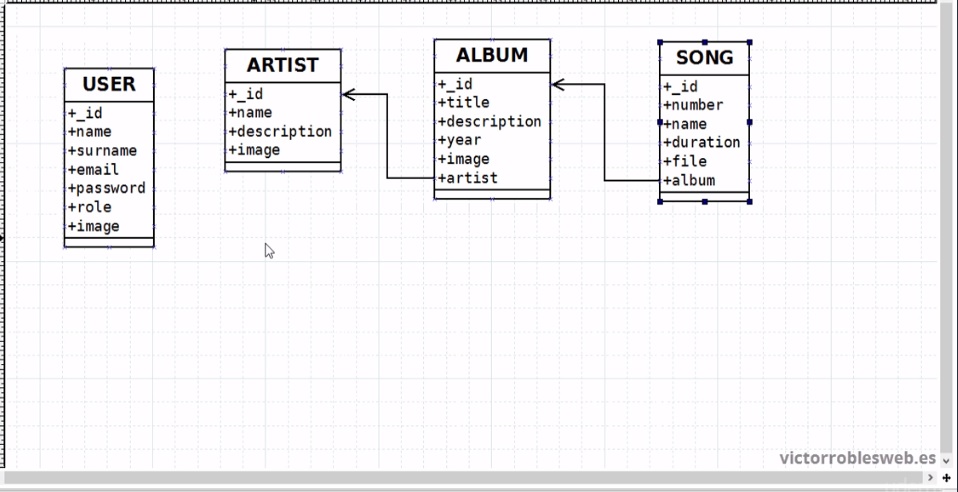 USER
+_id
+name
+surname
+email
+password
+role
+image
ARTIST
+_id
+name
+description
+image
ALBUM
+_id
+title
+description
+year
+image
+artist
SONG
+_id
+number
+name
+duration
+file
+album
victorroblesweb.es